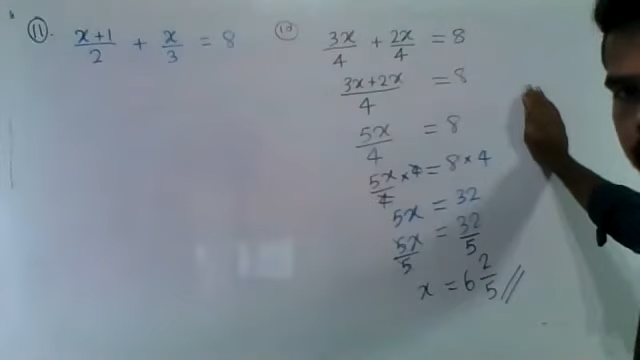 11. (x+1)/2 + x/3 = 8
10 3x/4 + 2x/4 = 8
(3x+2x)/4 = 8
5x/4 = 8
5x/4 × 4 = 8 × 4
5x = 32
5x/5 = 32/5
x = 6 2/5 //